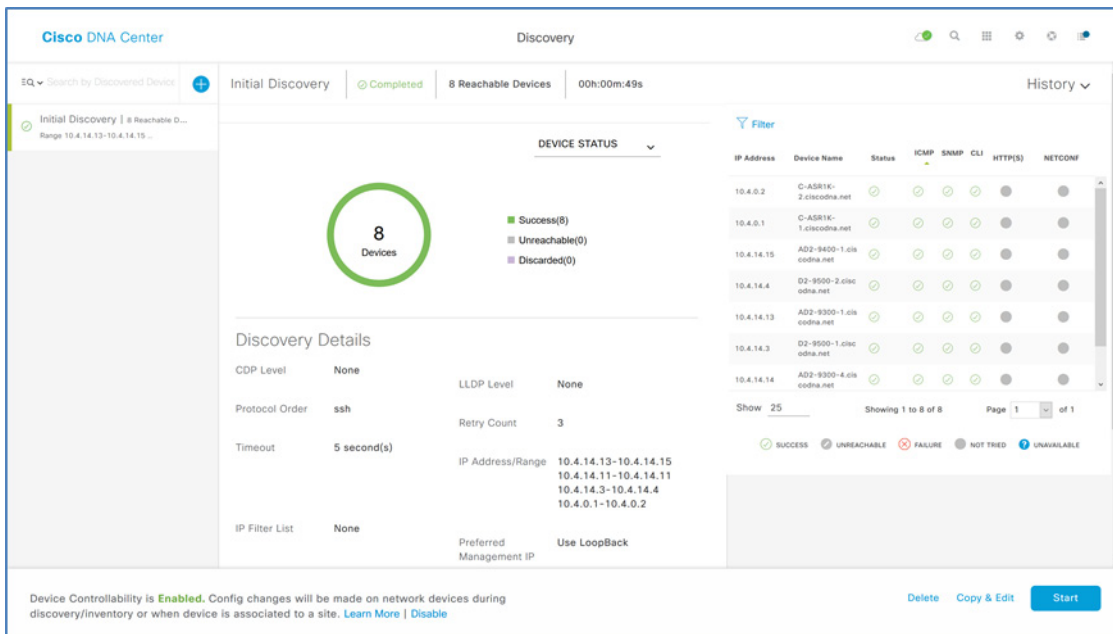 Cisco DNA Center
Discovery
Search by Discovered Device
Initial Discovery | 8 Reachable D...
Range 10.4.14.13-10.4.14.15 ...
Initial Discovery
Completed
8 Reachable Devices
00h:00m:49s
History
DEVICE STATUS
8
Devices
Success(8)
Unreachable(0)
Discarded(0)
Discovery Details
CDP Level None
LLDP Level None
Protocol Order ssh
Retry Count 3
Timeout 5 second(s)
IP Address/Range 10.4.14.13-10.4.14.15
10.4.14.11-10.4.14.11
10.4.14.3-10.4.14.4
10.4.0.1-10.4.0.2
IP Filter List None
Preferred Use LoopBack
Management IP
Filter
IP Address Device Name Status ICMP SNMP CLI HTTP(S) NETCONF
10.4.0.2 C-ASR1K-
2.ciscodna.net
10.4.0.1 C-ASR1K-
1.ciscodna.net
10.4.14.15 AD2-9400-1.cis
codna.net
10.4.14.4 D2-9500-2.cisc
odna.net
10.4.14.13 AD2-9300-1.cis
codna.net
10.4.14.3 D2-9500-1.cisc
odna.net
10.4.14.14 AD2-9300-4.cis
codna.net
Show 25 Showing 1 to 8 of 8 Page 1 of 1
SUCCESS UNREACHABLE FAILURE NOT TRIED UNAVAILABLE
Device Controllability is Enabled. Config changes will be made on network devices during
discovery/inventory or when device is associated to a site. Learn More | Disable
Delete Copy & Edit Start